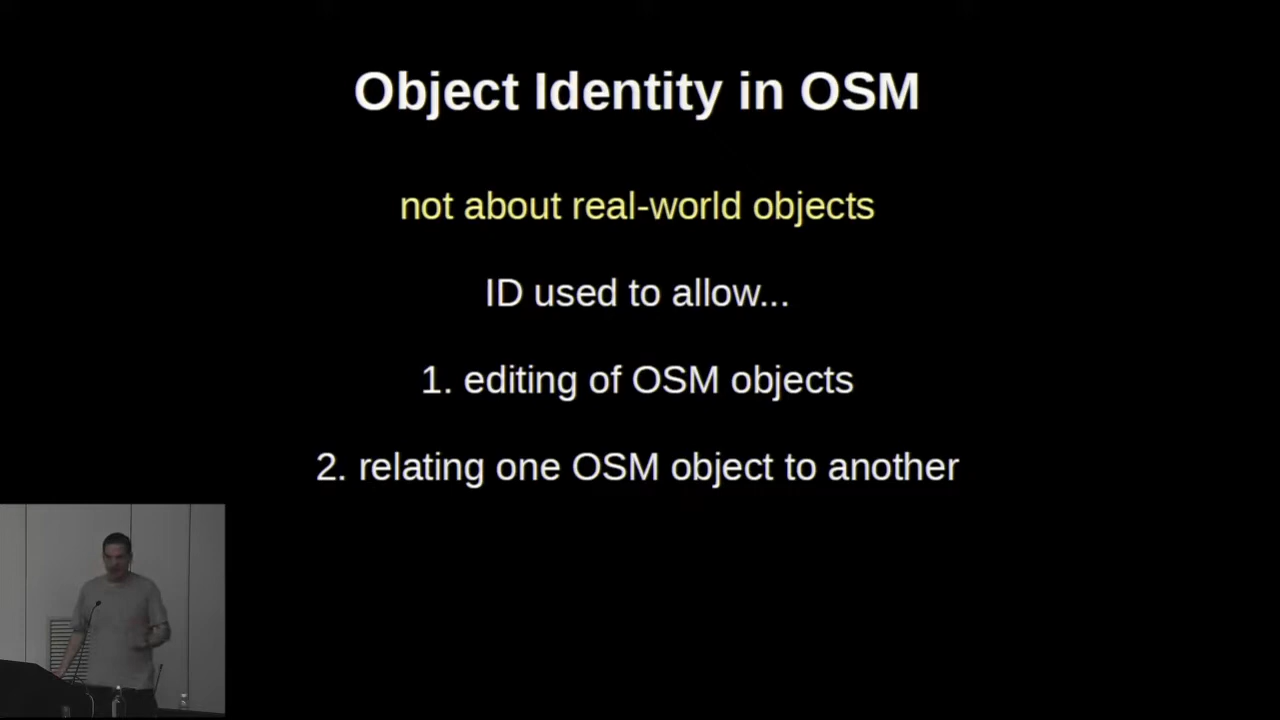 Object Identity in OSM
not about real-world objects
ID used to allow...
1. editing of OSM objects
2. relating one OSM object to another